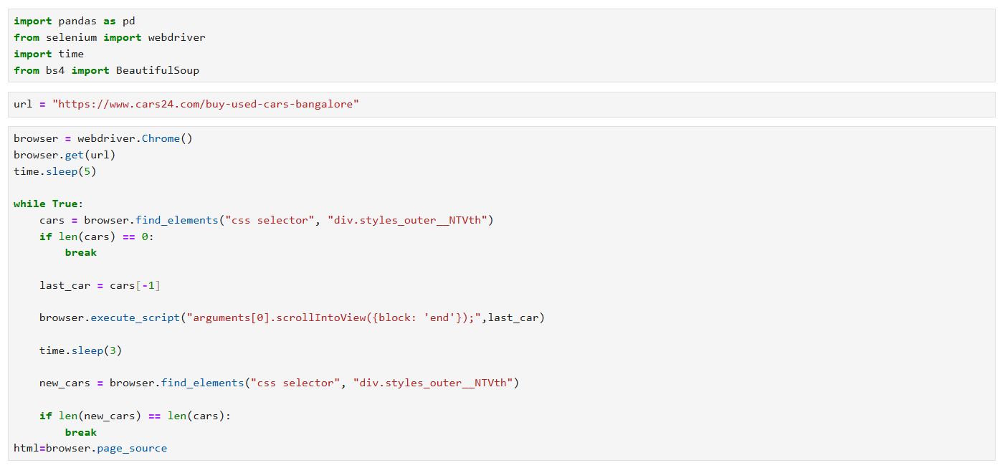 import pandas as pd
from selenium import webdriver
import time
from bs4 import BeautifulSoup
url = "https://www.cars24.com/buy-used-cars-bangalore"
browser = webdriver.Chrome()
browser.get(url)
time.sleep(5)
while True:
    cars = browser.find_elements("css selector", "div.styles_outer__NTVth")
    if len(cars) == 0:
        break
    last_car = cars[-1]
    browser.execute_script("arguments[0].scrollIntoView({block: 'end'});",last_car)
    time.sleep(3)
    new_cars = browser.find_elements("css selector", "div.styles_outer__NTVth")
    if len(new_cars) == len(cars):
        break
html=browser.page_source